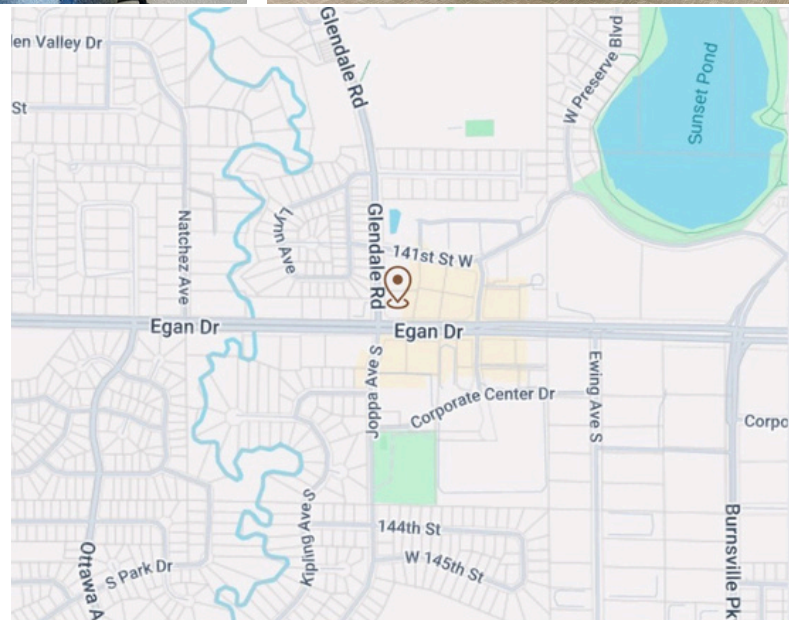 Glendale Rd
len Valley Dr
W Preserve Blvd
Sunset Pond
St
Natchez Ave
Lynn Ave
Glendale Rd
141st St W
Egan Dr
Egan Dr
Joppa Ave S
Ewing Ave S
Corporate Center Dr
Corpo
Kipling Ave S
144th St
W 145th St
Burnsville Pk
Ottawa A
S Park Dr